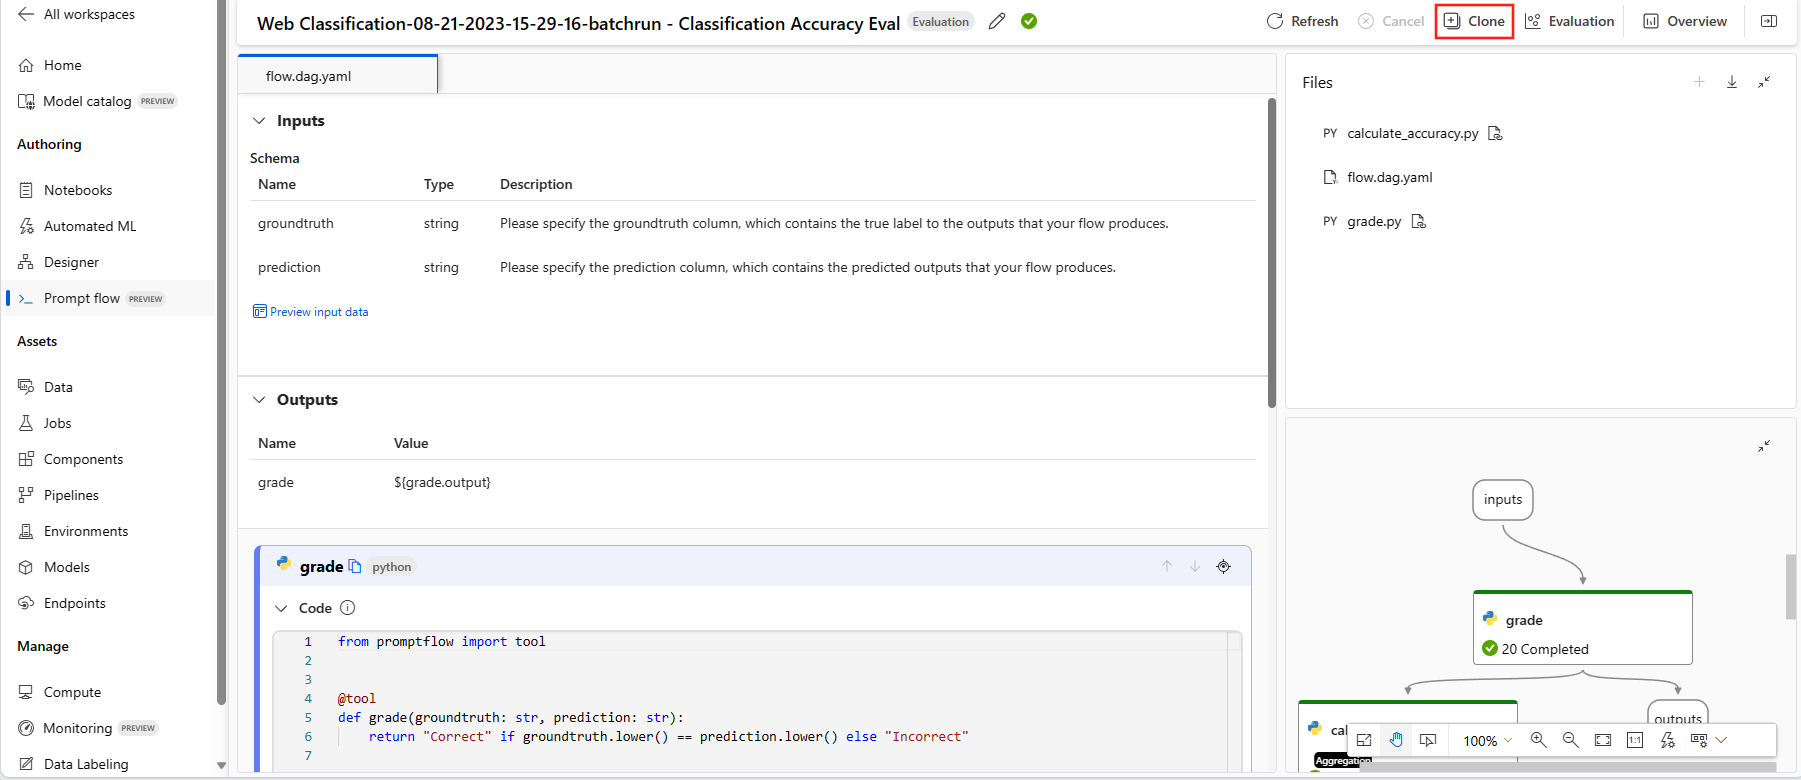 All workspaces
Home
Model catalog PREVIEW
Authoring
Notebooks
Automated ML
Designer
Prompt flow PREVIEW
Assets
Data
Jobs
Components
Pipelines
Environments
Models
Endpoints
Manage
Compute
Monitoring PREVIEW
Data Labeling
Web Classification-08-21-2023-15-29-16-batchrun - Classification Accuracy Eval Evaluation
Refresh Cancel Clone Evaluation Overview
flow.dag.yaml
Inputs
Schema
Name Type Description
groundtruth string Please specify the groundtruth column, which contains the true label to the outputs that your flow produces.
prediction string Please specify the prediction column, which contains the predicted outputs that your flow produces.
Preview input data
Outputs
Name Value
grade ${grade.output}
grade python
Code
1 from promptflow import tool
2
3
4 @tool
5 def grade(groundtruth: str, prediction: str):
6 return "Correct" if groundtruth.lower() == prediction.lower() else "Incorrect"
7
Files
PY calculate_accuracy.py
flow.dag.yaml
PY grade.py
inputs
grade
20 Completed
outputs
cal
100%
1:1
Aggregation